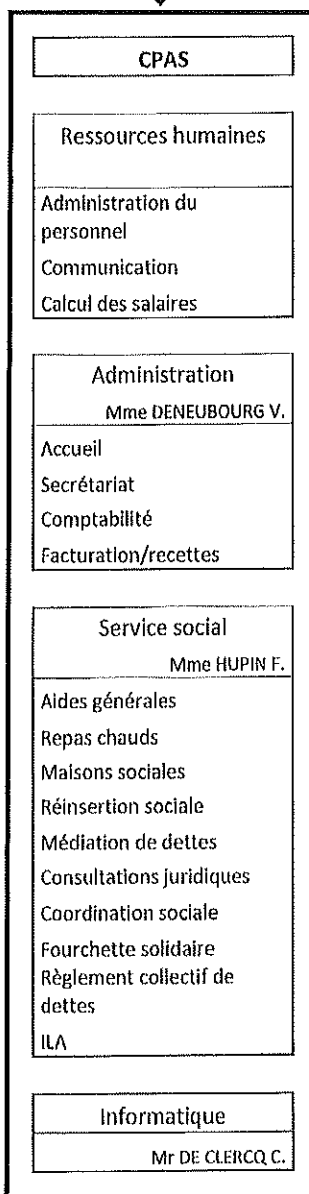 CPAS
Ressources humaines
Administration du
personnel
Communication
Calcul des salaires
Administration
Mme DENEUBOURG V.
Accueil
Secrétariat
Comptabilité
Facturation/recettes
Service social
Mme HUPIN F.
Aides générales
Repas chauds
Maisons sociales
Réinsertion sociale
Médiation de dettes
Consultations juridiques
Coordination sociale
Fourchette solidaire
Règlement collectif de
dettes
ILA
Informatique
Mr DE CLERCQ C.